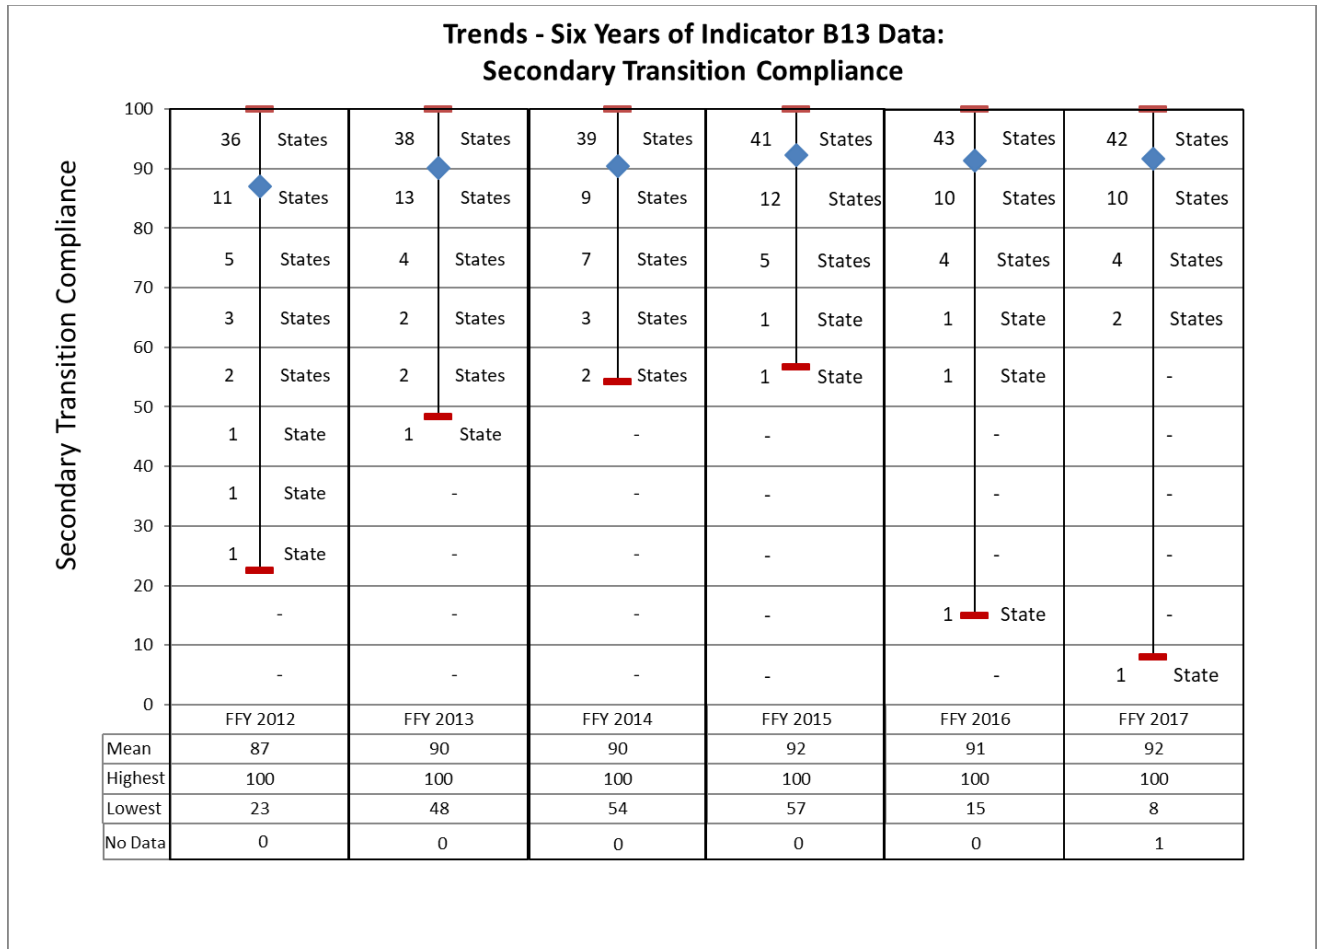 Trends - Six Years of Indicator B13 Data:
Secondary Transition Compliance
Secondary Transition Compliance
100
36 States 38 States 39 States 41 States 43 States 42 States
90
11 States 13 States 9 States 12 States 10 States 10 States
80
5 States 4 States 7 States 5 States 4 States 4 States
70
3 States 2 States 3 States 1 State 1 State 2 States
60
2 States 2 States 2 States 1 State 1 State -
50
1 State 1 State - - - -
40
1 State - - - - -
30
1 State - - - - -
20
- - - - 1 State -
10
- - - - - 1 State
0
FFY 2012 FFY 2013 FFY 2014 FFY 2015 FFY 2016 FFY 2017
Mean 87 90 90 92 91 92
Highest 100 100 100 100 100 100
Lowest 23 48 54 57 15 8
No Data 0 0 0 0 0 1